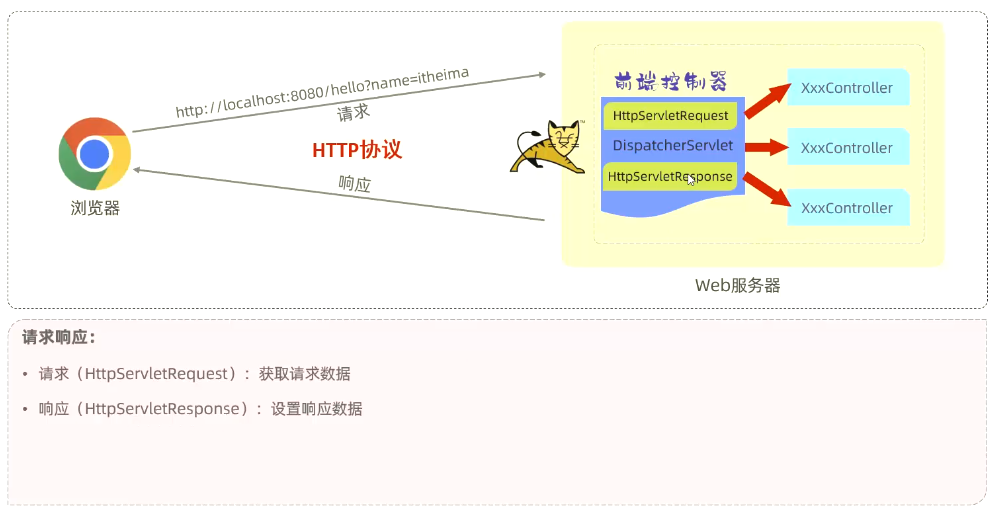 http://localhost:8080/hello?name=itheima
请求
HTTP协议
响应
浏览器
前端控制器
HttpServletRequest
DispatcherServlet
HttpServletResponse
XxxController
XxxController
XxxController
Web服务器
请求响应：
• 请求（HttpServletRequest）：获取请求数据
• 响应（HttpServletResponse）：设置响应数据